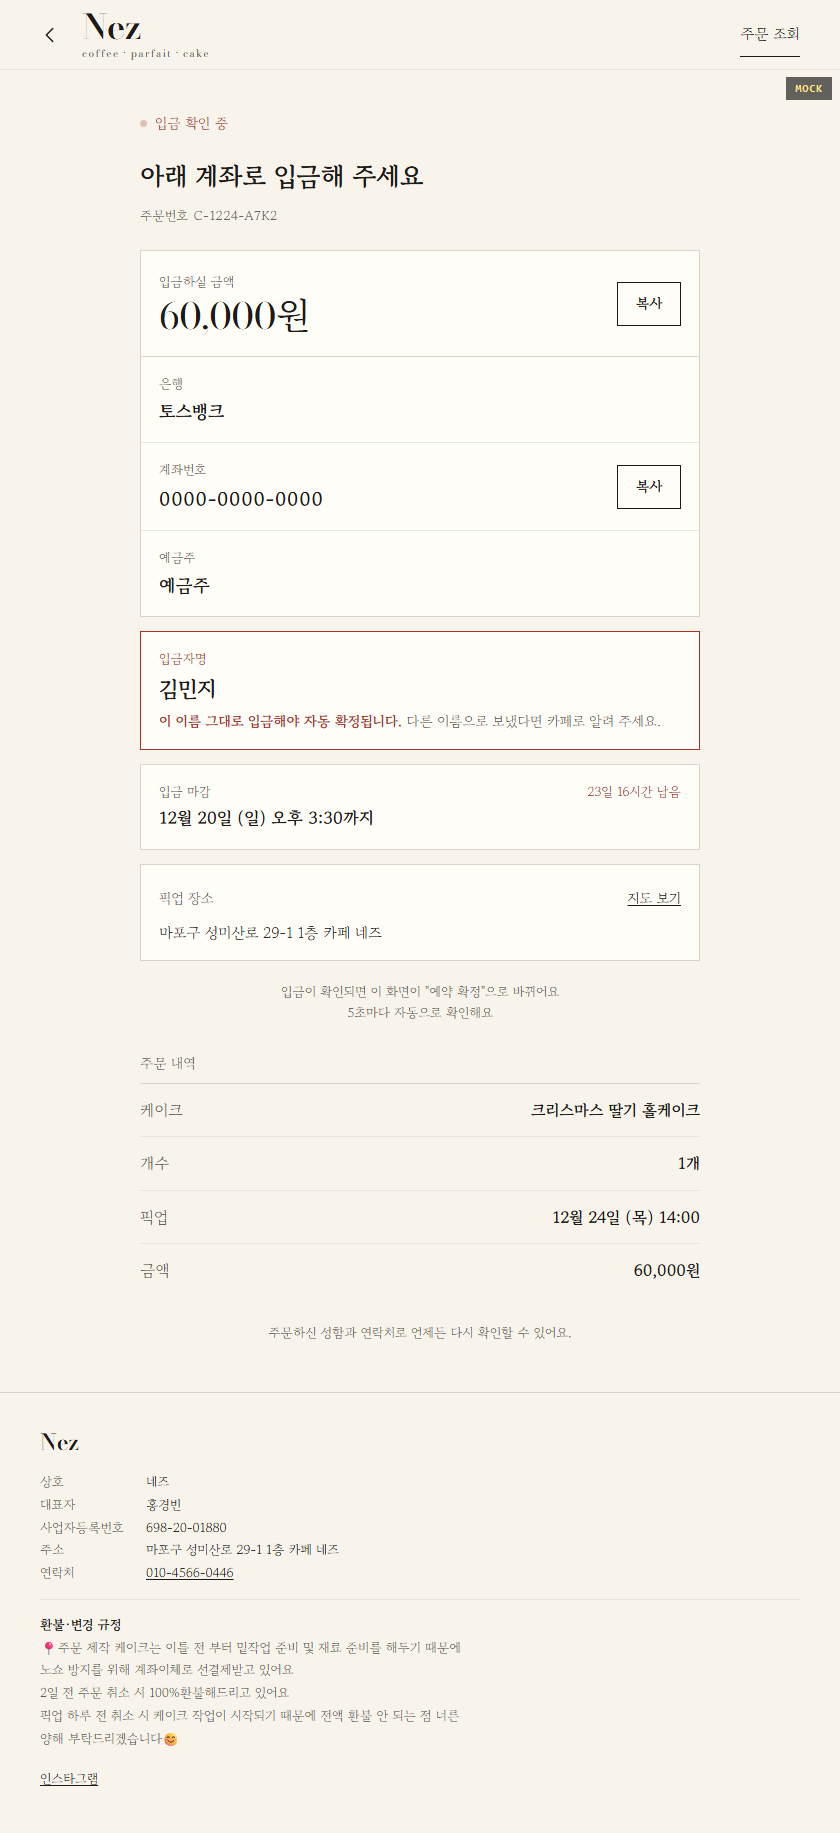 Nez
coffee · parfait · cake
주문 조회
MOCK
입금 확인 중
아래 계좌로 입금해 주세요
주문번호 C-1224-A7K2
입금하실 금액
60,000원
복사
은행
토스뱅크
계좌번호
0000-0000-0000
복사
예금주
예금주
입금자명
김민지
이 이름 그대로 입금해야 자동 확정됩니다. 다른 이름으로 보냈다면 카페로 알려 주세요.
입금 마감
23일 16시간 남음
12월 20일 (일) 오후 3:30까지
픽업 장소
지도 보기
마포구 성미산로 29-1 1층 카페 네즈
입금이 확인되면 이 화면이 "예약 확정"으로 바뀌어요
5초마다 자동으로 확인해요
주문 내역
케이크
크리스마스 딸기 홀케이크
개수
1개
픽업
12월 24일 (목) 14:00
금액
60,000원
주문하신 성함과 연락처로 언제든 다시 확인할 수 있어요.
Nez
상호 네즈
대표자 홍경빈
사업자등록번호 698-20-01880
주소 마포구 성미산로 29-1 1층 카페 네즈
연락처 010-4566-0446
환불·변경 규정
📍주문 제작 케이크는 이틀 전 부터 밑작업 준비 및 재료 준비를 해두기 때문에
노쇼 방지를 위해 계좌이체로 선결제받고 있어요
2일 전 주문 취소 시 100%환불해드리고 있어요
픽업 하루 전 취소 시 케이크 작업이 시작되기 때문에 전액 환불 안 되는 점 너른
양해 부탁드리겠습니다😊
인스타그램